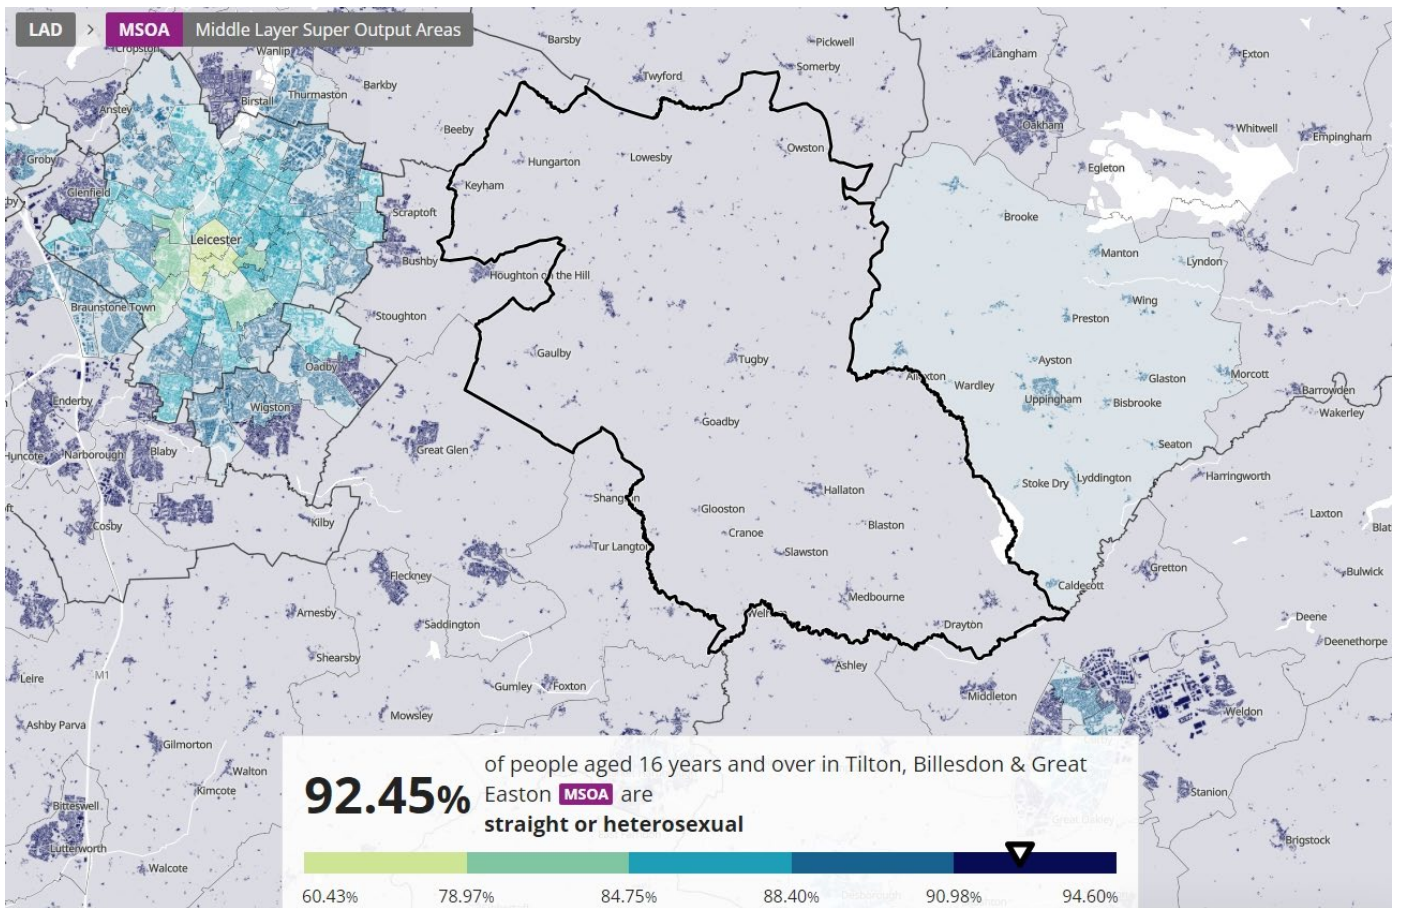 LAD > MSOA Middle Layer Super Output Areas
Cropston
Wanlip
Barsby
Pickwell
Langham
Exton
Somerby
Twyford
Barkby
Thurmaston
Birstall
Anstey
Oakham
Whitwell
Empingham
Beeby
Groby
Hungarton
Lowesby
Owston
Egleton
Keyham
Glenfield
Scraptoft
Brooke
Leicester
Manton
Lyndon
Bushby
Houghton on the Hill
Wing
Braunstone Town
Stoughton
Preston
Gaulby
Tugby
Ayston
Oadby
Wardley
Glaston
Morcott
Enderby
Wigston
Uppingham
Bisbrooke
Barrowden
Wakerley
Goadby
Huncote
Narborough
Blaby
Great Glen
Seaton
Stoke Dry
Lyddington
Harringworth
Shangton
Hallaton
Glooston
Laxton
Cosby
Kilby
Cranoe
Blaston
Blat
Tur Langton
Slawston
Fleckney
Gretton
Bulwick
Caldecott
Medbourne
Arnesby
Saddington
Welham
Drayton
Deene
Deenethorpe
Shearsby
Ashley
Leire
M1
Gumley
Foxton
Middleton
Mowsley
Weldon
Ashby Parva
Gilmorton
Walton
Kimcote
Stanion
Bitteswell
Great Oakley
Lutterworth
Brigstock
Walcote
92.45% of people aged 16 years and over in Tilton, Billesdon & Great
Easton MSOA are
straight or heterosexual
60.43% 78.97% 84.75% 88.40% 90.98% 94.60%